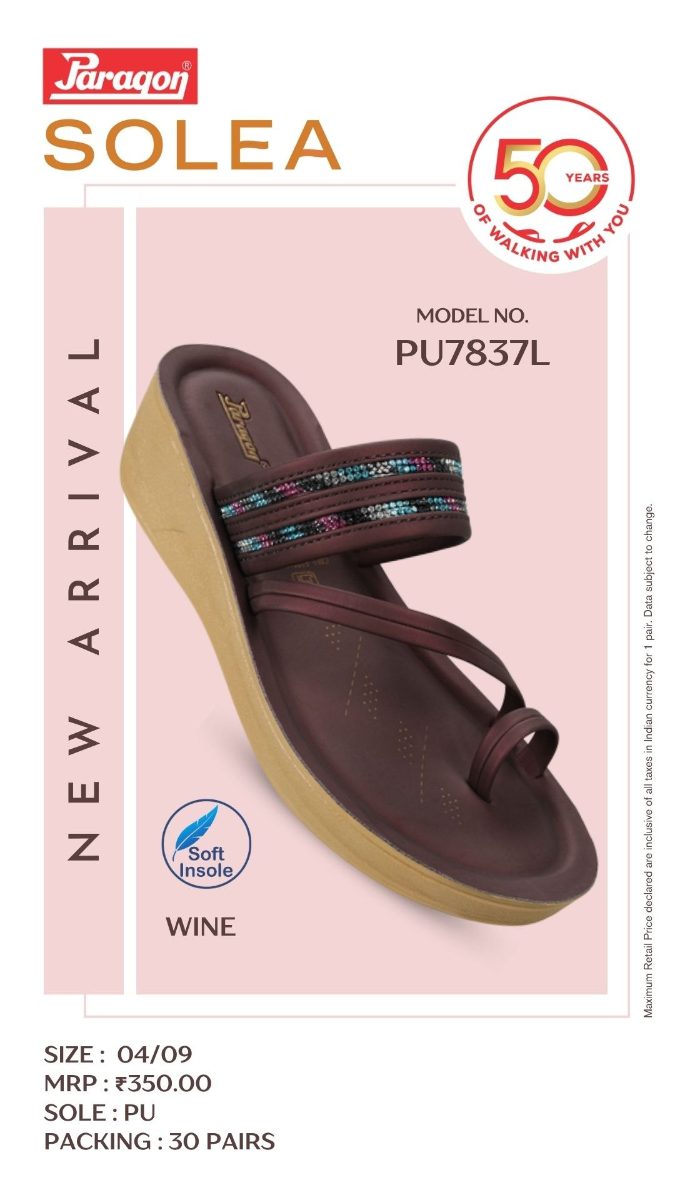 Paragon®
SOLEA
50 YEARS
OF WALKING WITH YOU
NEW ARRIVAL
MODEL NO.
PU7837L
Paragon
Soft
Insole
WINE
Maximum Retail Price declared are inclusive of all taxes in Indian currency for 1 pair. Data subject to change.
SIZE : 04/09
MRP : ₹350.00
SOLE : PU
PACKING : 30 PAIRS